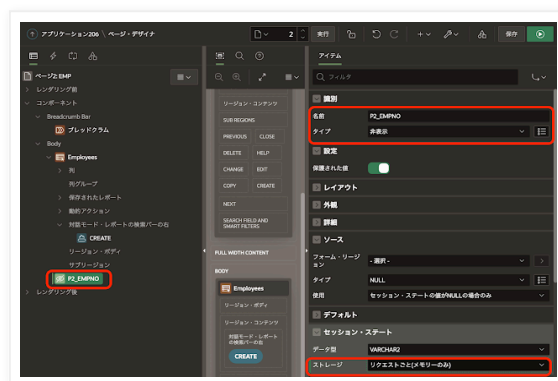 アプリケーション206 \ ページ・デザイナ
2
実行
保存
ページ2: EMP
レンダリング前
コンポーネント
Breadcrumb Bar
ブレッドクラム
Body
Employees
列
列グループ
保存されたレポート
動的アクション
対話モード・レポートの検索バーの右
CREATE
リージョン・ボディ
サブリージョン
P2_EMPNO
レンダリング後
リージョン・コンテンツ
SUB REGIONS
PREVIOUS CLOSE
DELETE HELP
CHANGE EDIT
COPY CREATE
NEXT
SEARCH FIELD AND
SMART FILTERS
FULL WIDTH CONTENT
BODY
Employees
リージョン・ボディ
リージョン・コンテンツ
対話モード・レポート
の検索バーの右
CREATE
アイテム
フィルタ
識別
名前 P2_EMPNO
タイプ 非表示
設定
保護された値
レイアウト
外観
詳細
ソース
フォーム・リージ
ョン - 選択 -
タイプ NULL
使用 セッション・ステートの値がNULLの場合のみ
デフォルト
セッション・ステート
データ型 VARCHAR2
ストレージ リクエストごと(メモリーのみ)